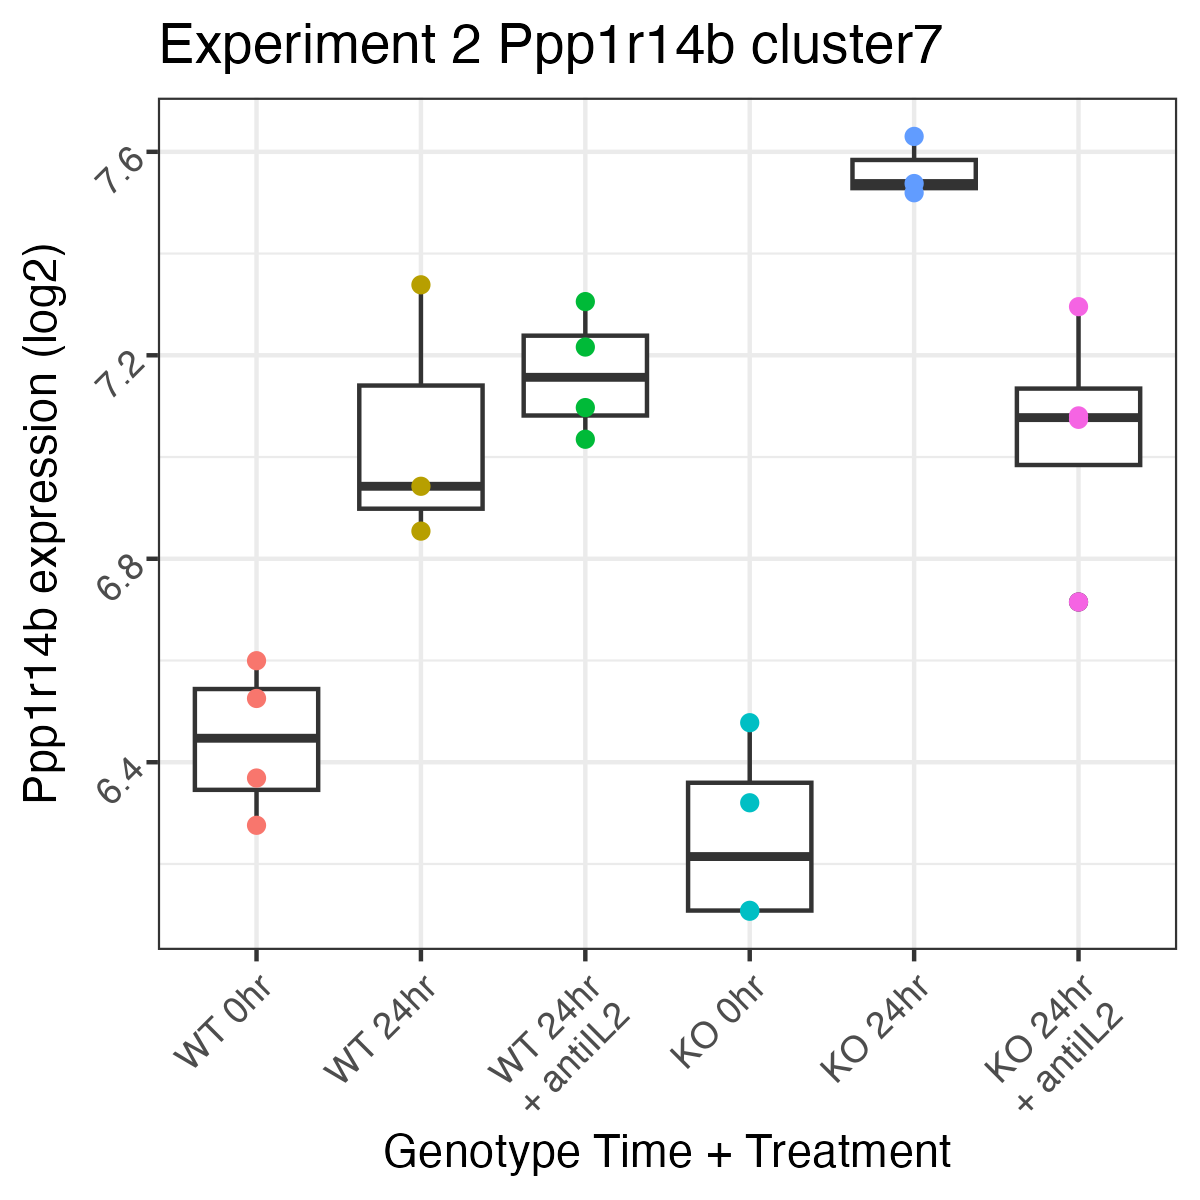 Experiment 2 Ppp1r14b cluster7
Ppp1r14b expression (log2)
7.6
7.2
6.8
6.4
WT 0hr
WT 24hr
WT 24hr
+ antiIL2
KO 0hr
KO 24hr
KO 24hr
+ antiIL2
Genotype Time + Treatment